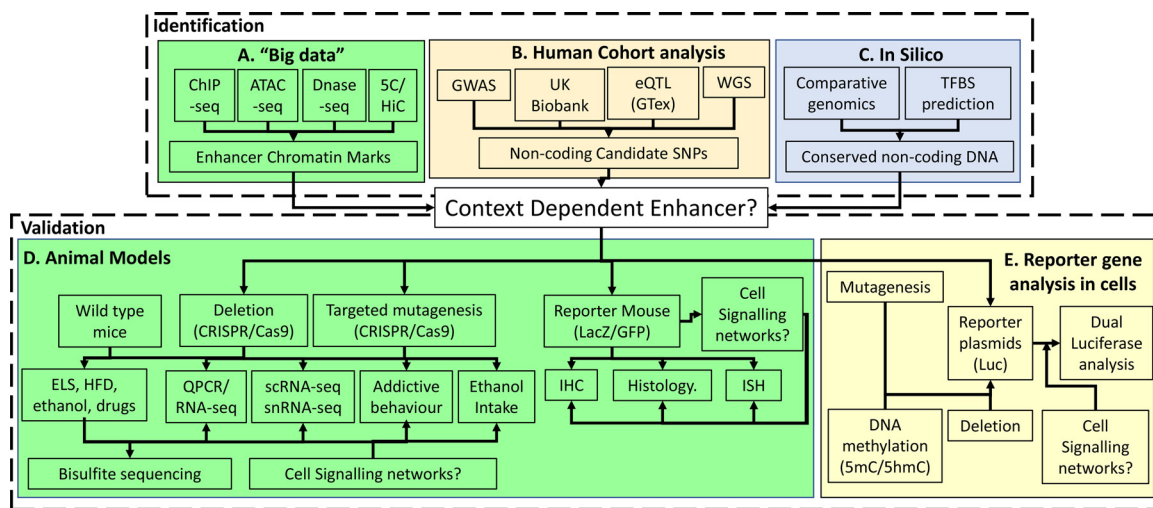 Identification
A. “Big data”
ChIP
-seq
ATAC
-seq
Dnase
-seq
5C/
HiC
Enhancer Chromatin Marks
B. Human Cohort analysis
GWAS
UK
Biobank
eQTL
(GTex)
WGS
Non-coding Candidate SNPs
C. In Silico
Comparative
genomics
TFBS
prediction
Conserved non-coding DNA
Context Dependent Enhancer?
Validation
D. Animal Models
Wild type
mice
Deletion
(CRISPR/Cas9)
Targeted mutagenesis
(CRISPR/Cas9)
Reporter Mouse
(LacZ/GFP)
Cell
Signalling
networks?
ELS, HFD,
ethanol, drugs
QPCR/
RNA-seq
scRNA-seq
snRNA-seq
Addictive
behaviour
Ethanol
Intake
IHC
Histology.
ISH
Bisulfite sequencing
Cell Signalling networks?
E. Reporter gene
analysis in cells
Mutagenesis
Reporter
plasmids
(Luc)
Dual
Luciferase
analysis
DNA
methylation
(5mC/5hmC)
Deletion
Cell
Signalling
networks?